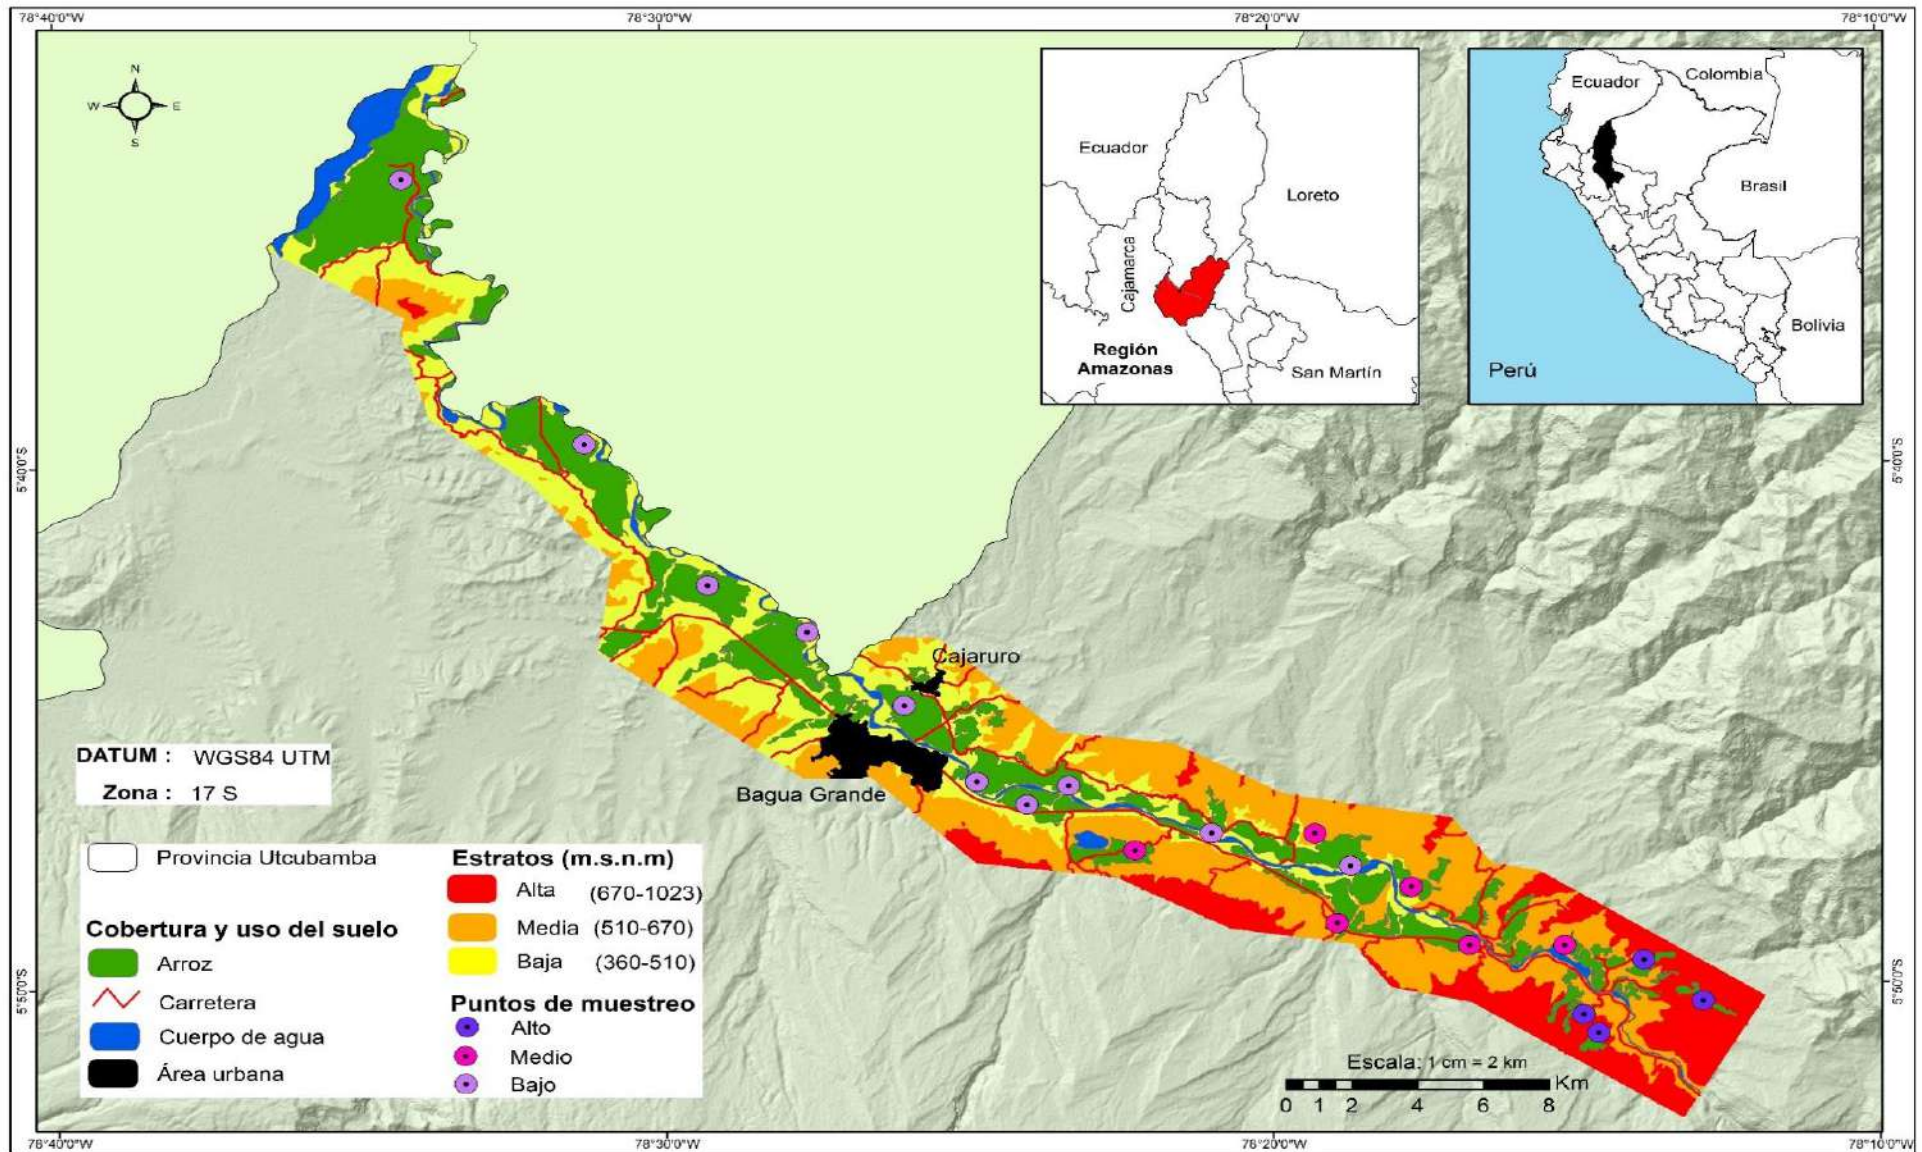 78°40'0"W 78°30'0"W 78°20'0"W 78°10'0"W
N
W E
S
Ecuador
Loreto
Cajamarca
Región
Amazonas
San Martín
Ecuador
Colombia
Brasil
Bolivia
Perú
5°40'0"S 5°40'0"S
Cajaruro
Bagua Grande
DATUM : WGS84 UTM
Zona : 17 S
Provincia Utcubamba
Cobertura y uso del suelo
Arroz
Carretera
Cuerpo de agua
Área urbana
Estratos (m.s.n.m)
Alta (670-1023)
Media (510-670)
Baja (360-510)
Puntos de muestreo
Alto
Medio
Bajo
5°50'0"S 5°50'0"S
Escala: 1 cm = 2 km
Km
0 1 2 4 6 8
78°40'0"W 78°30'0"W 78°20'0"W 78°10'0"W